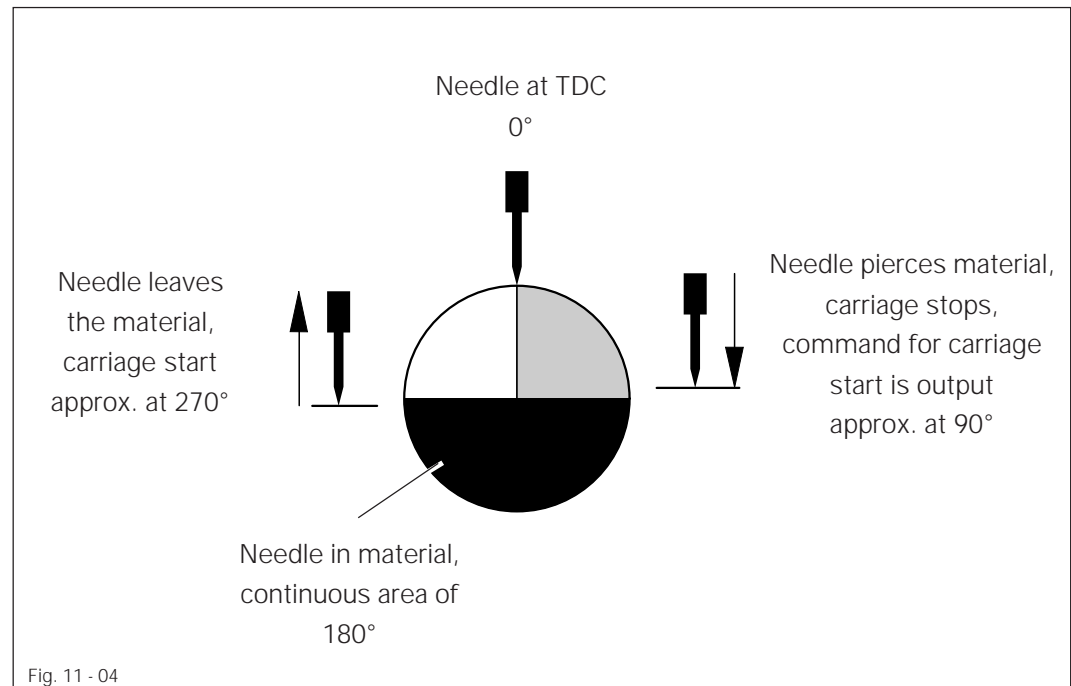 Needle at TDC
0°
Needle leaves
the material,
carriage start
approx. at 270°
Needle pierces material,
carriage stops,
command for carriage
start is output
approx. at 90°
Needle in material,
continuous area of
180°
Fig. 11 - 04